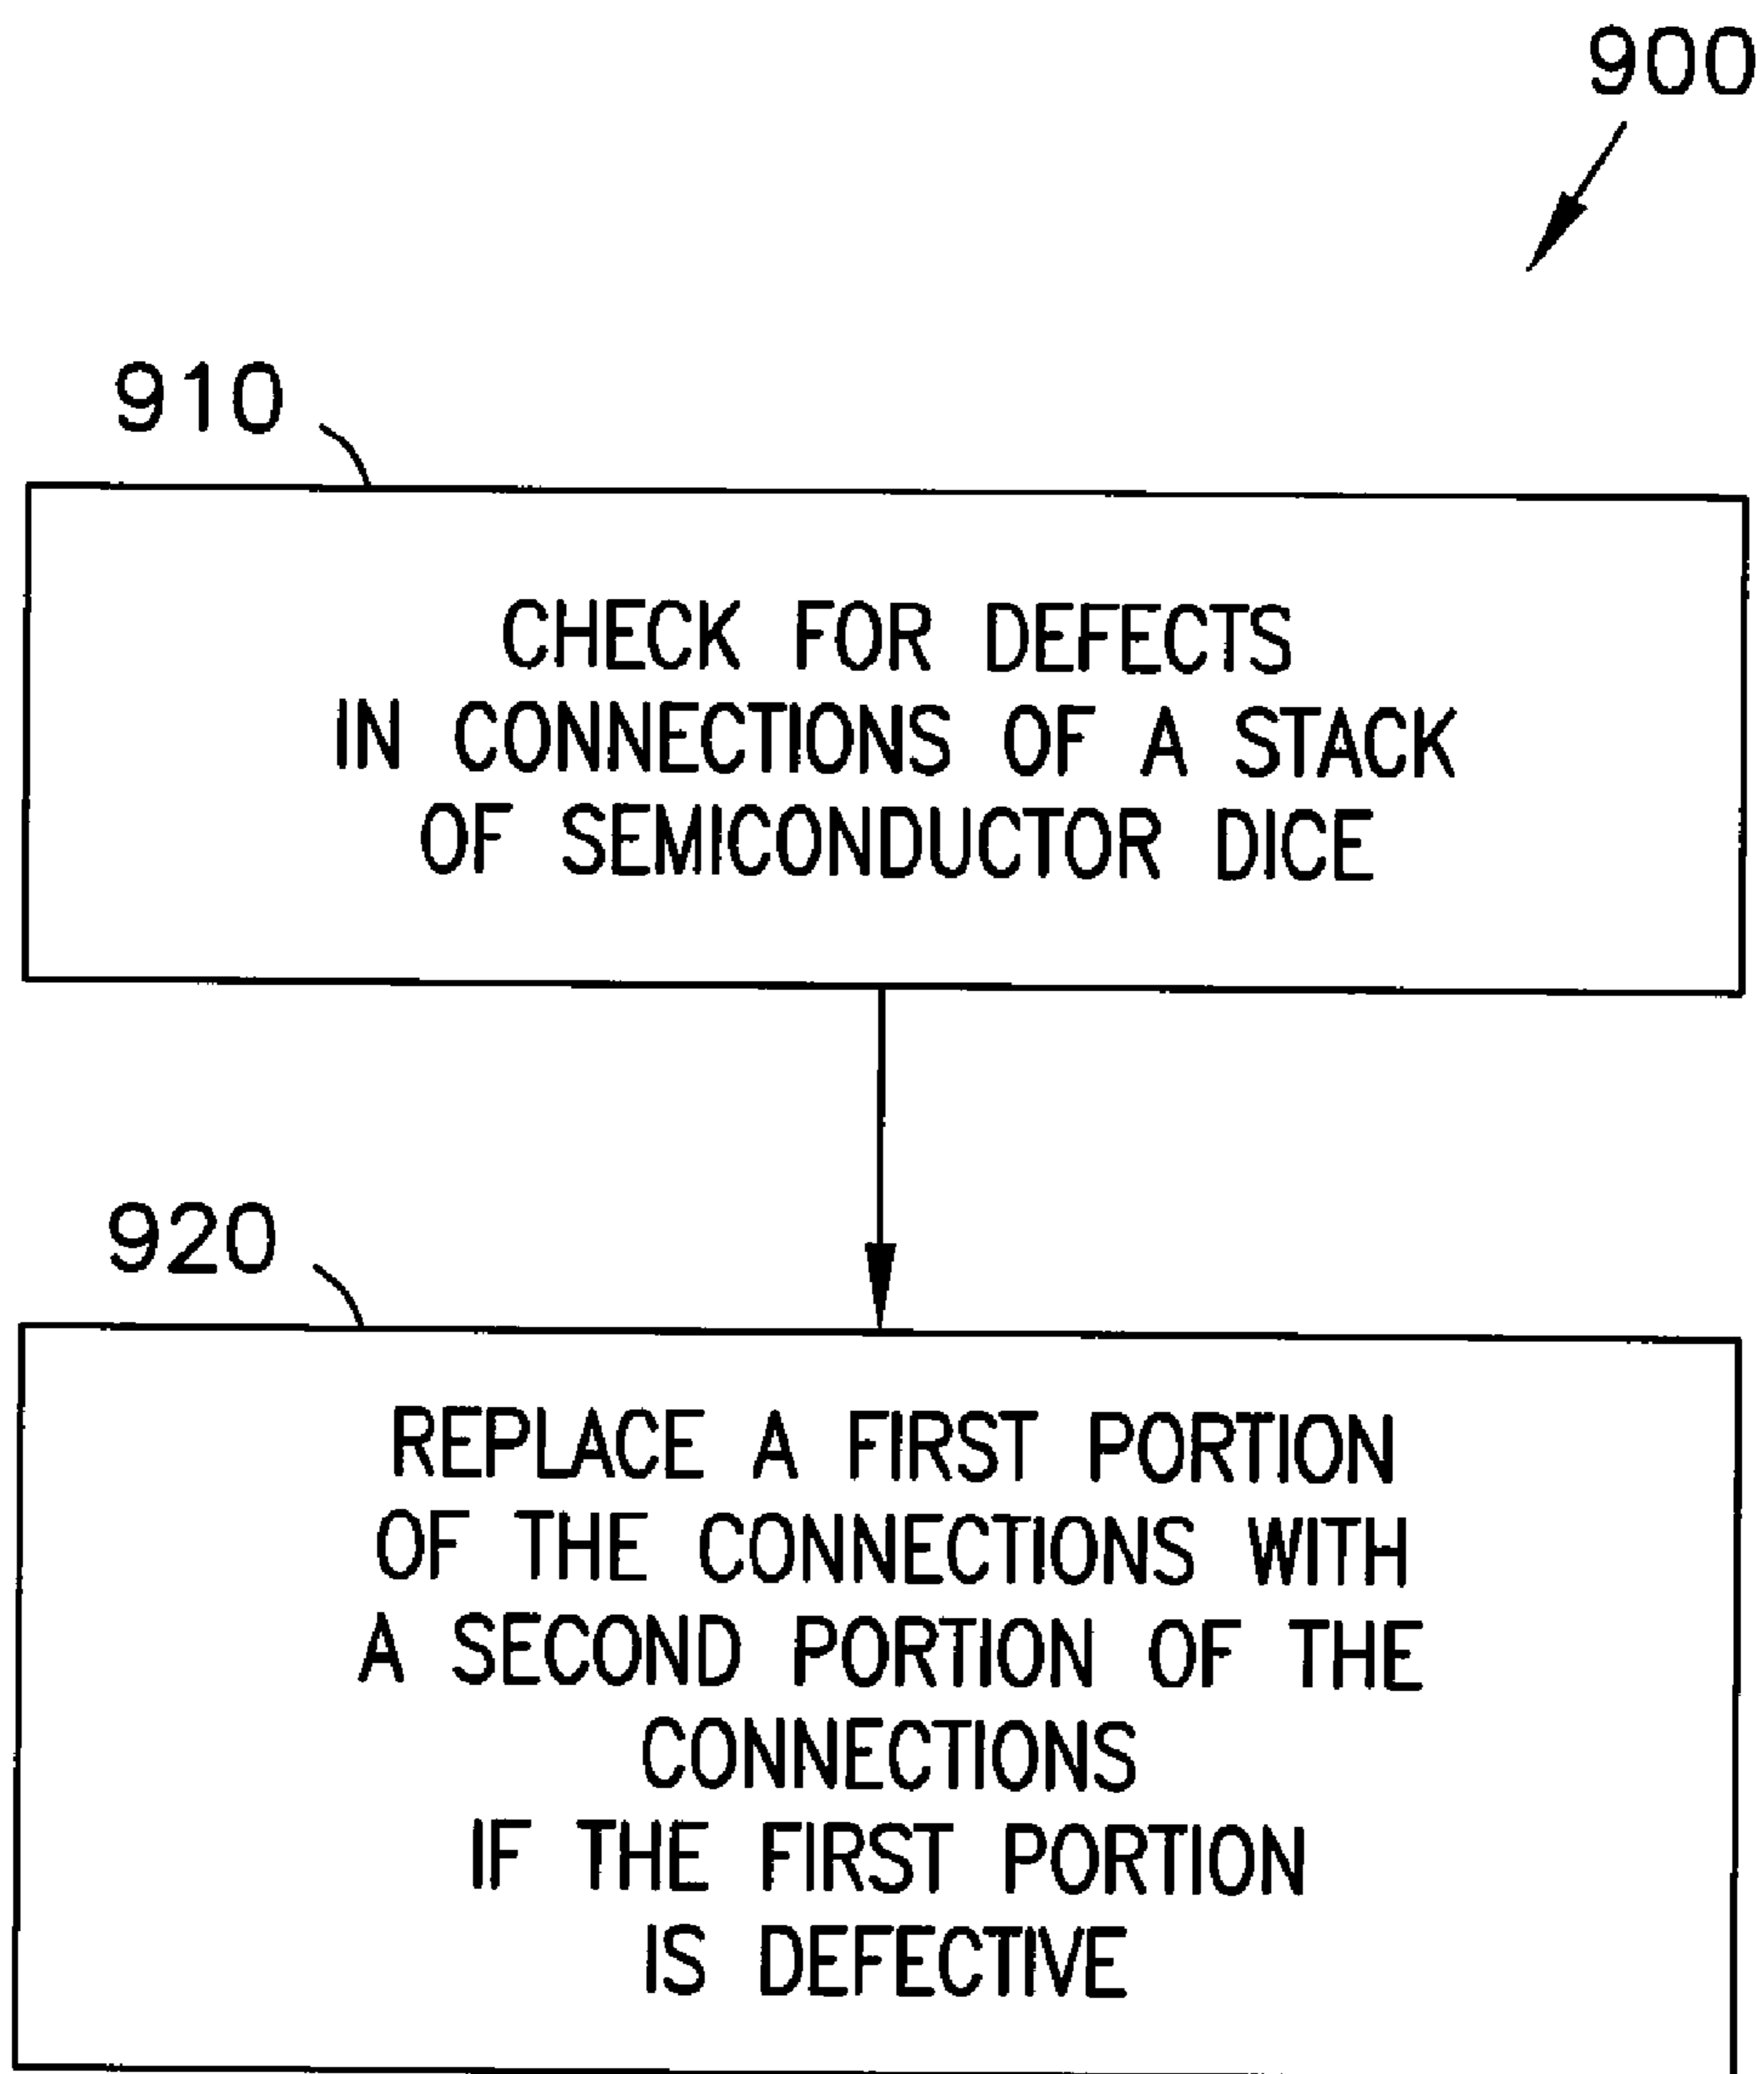 900
910
CHECK FOR DEFECTS
IN CONNECTIONS OF A STACK
OF SEMICONDUCTOR DICE
920
REPLACE A FIRST PORTION
OF THE CONNECTIONS WITH
A SECOND PORTION OF THE
CONNECTIONS
IF THE FIRST PORTION
IS DEFECTIVE